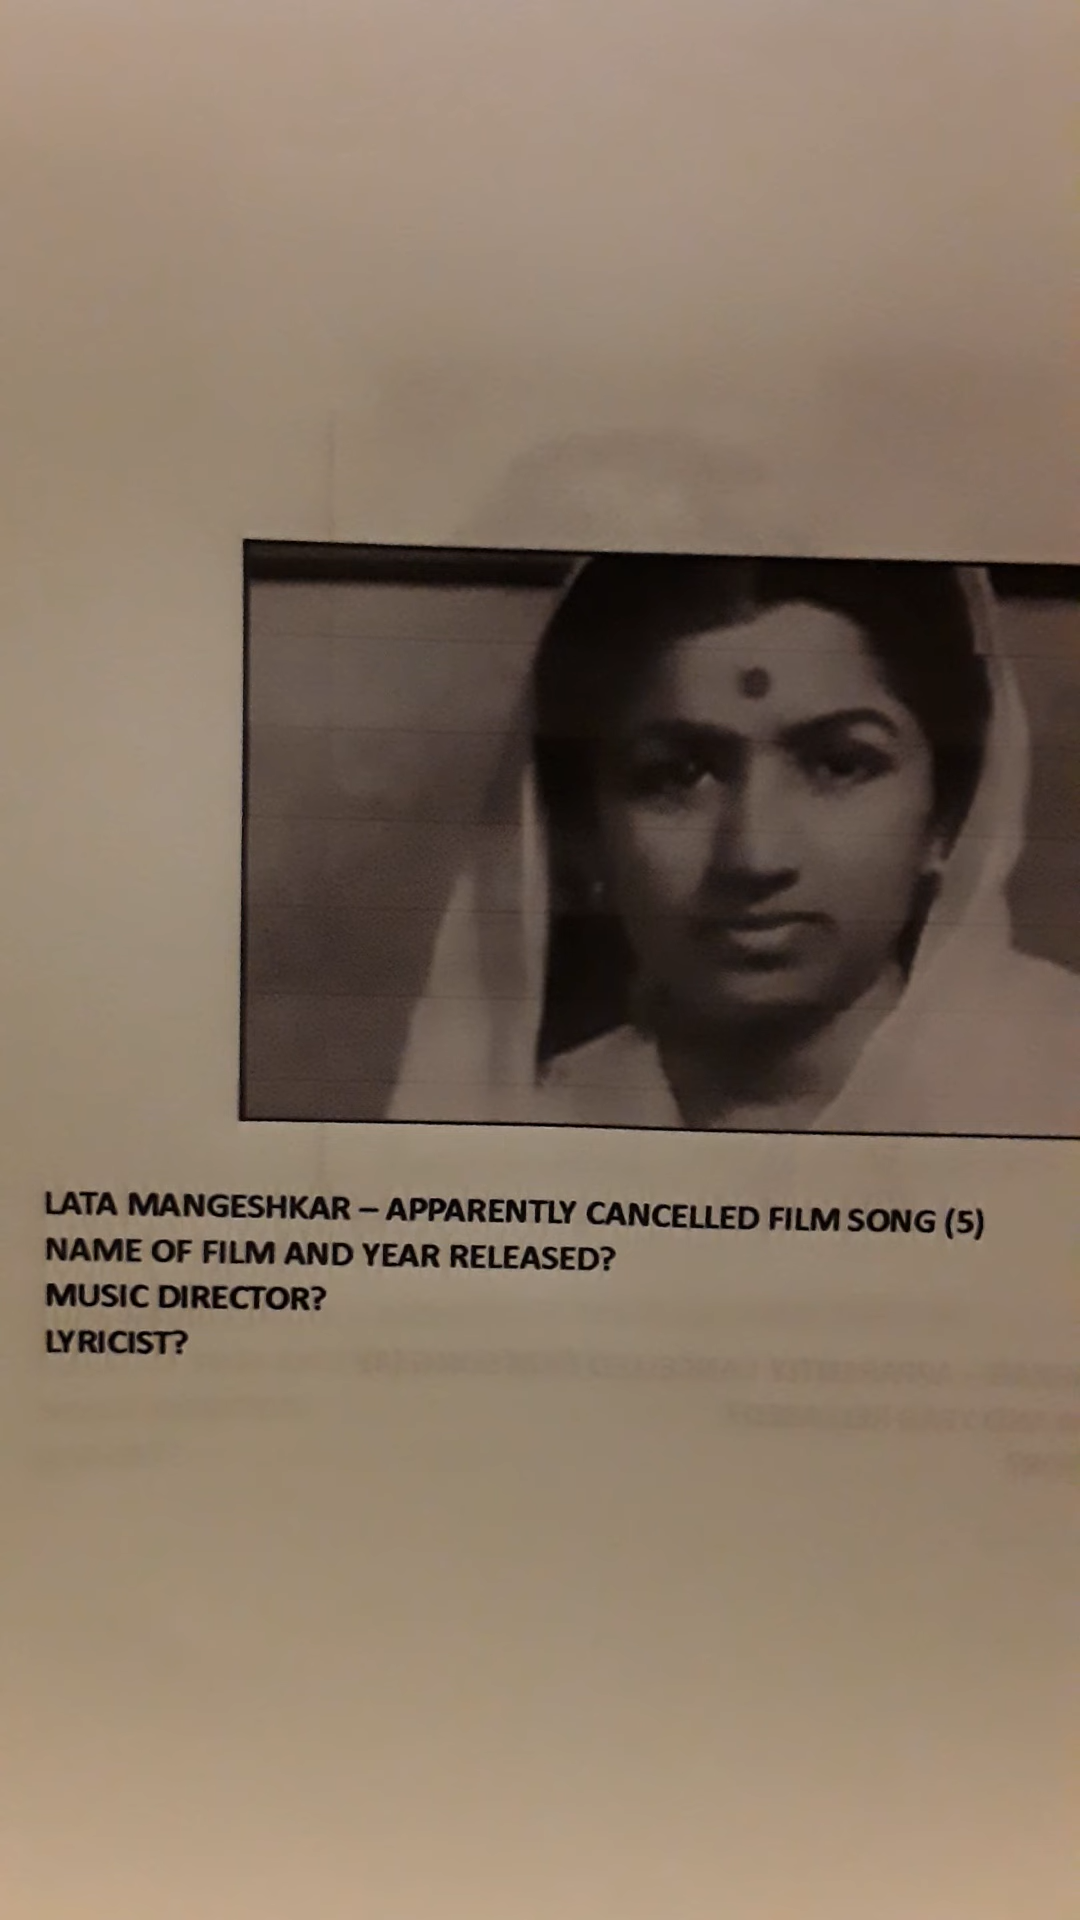 LATA MANGESHKAR – APPARENTLY CANCELLED FILM SONG (5)
NAME OF FILM AND YEAR RELEASED?
MUSIC DIRECTOR?
LYRICIST?